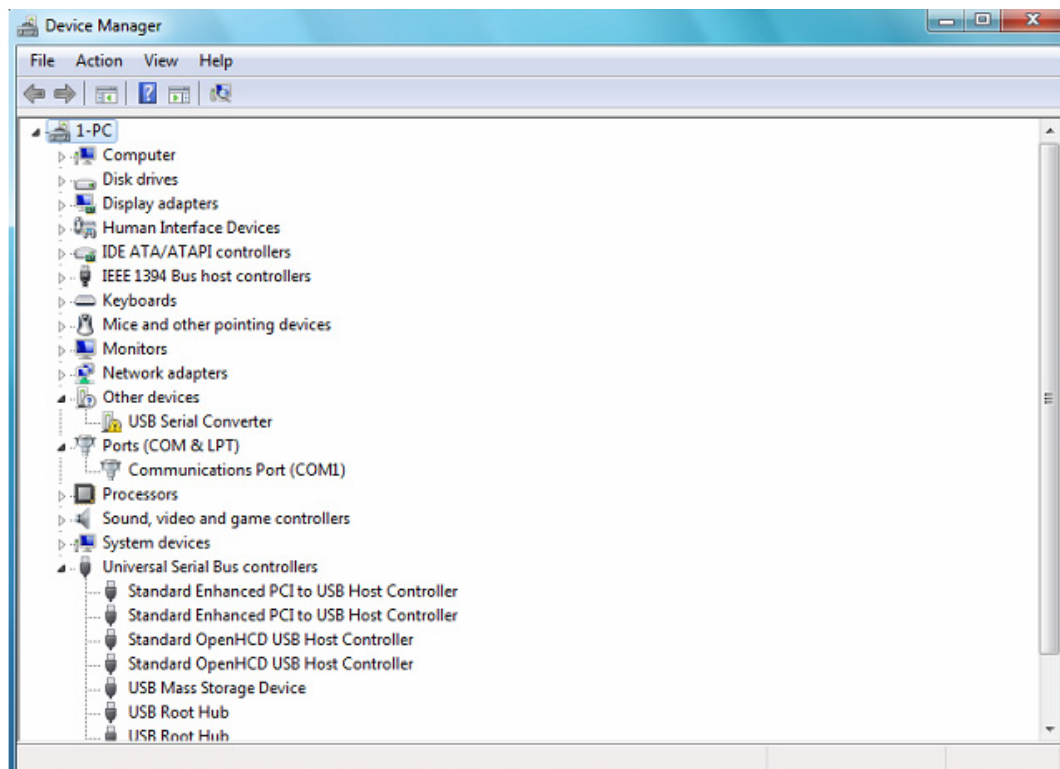 Device Manager
File Action View Help
1-PC
Computer
Disk drives
Display adapters
Human Interface Devices
IDE ATA/ATAPI controllers
IEEE 1394 Bus host controllers
Keyboards
Mice and other pointing devices
Monitors
Network adapters
Other devices
USB Serial Converter
Ports (COM & LPT)
Communications Port (COM1)
Processors
Sound, video and game controllers
System devices
Universal Serial Bus controllers
Standard Enhanced PCI to USB Host Controller
Standard Enhanced PCI to USB Host Controller
Standard OpenHCD USB Host Controller
Standard OpenHCD USB Host Controller
USB Mass Storage Device
USB Root Hub
USB Root Hub